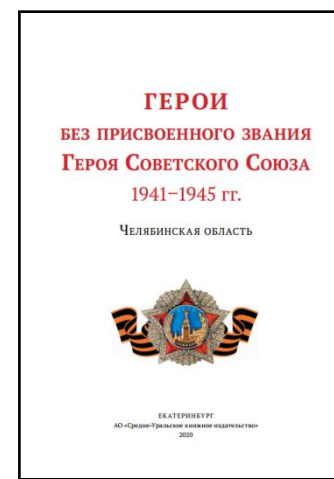 ГЕРОИ
БЕЗ ПРИСВОЕННОГО ЗВАНИЯ
ГЕРОЯ СОВЕТСКОГО СОЮЗА
1941–1945 гг.
ЧЕЛЯБИНСКАЯ ОБЛАСТЬ
ЕКАТЕРИНБУРГ
АО «Средне-Уральское книжное издательство»
2020